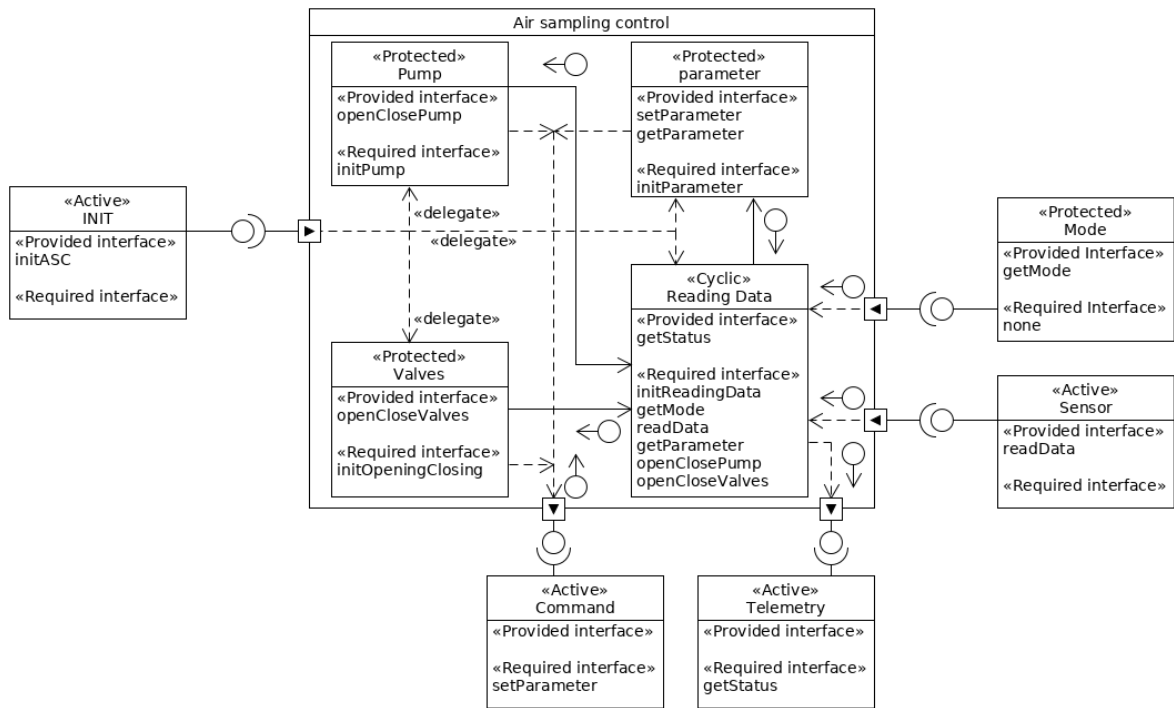 Air sampling control
«Protected»
Pump
«Provided interface»
openClosePump
«Required interface»
initPump
«Protected»
parameter
«Provided interface»
setParameter
getParameter
«Required interface»
initParameter
«Active»
INIT
«Provided interface»
initASC
«Required interface»
«delegate»
«delegate»
«delegate»
«Protected»
Mode
«Provided Interface»
getMode
«Required Interface»
none
«Cyclic»
Reading Data
«Provided interface»
getStatus
«Required interface»
initReadingData
getMode
readData
getParameter
openClosePump
openCloseValves
«Protected»
Valves
«Provided interface»
openCloseValves
«Required interface»
initOpeningClosing
«Active»
Sensor
«Provided interface»
readData
«Required interface»
«Active»
Command
«Provided interface»
«Required interface»
setParameter
«Active»
Telemetry
«Provided interface»
«Required interface»
getStatus